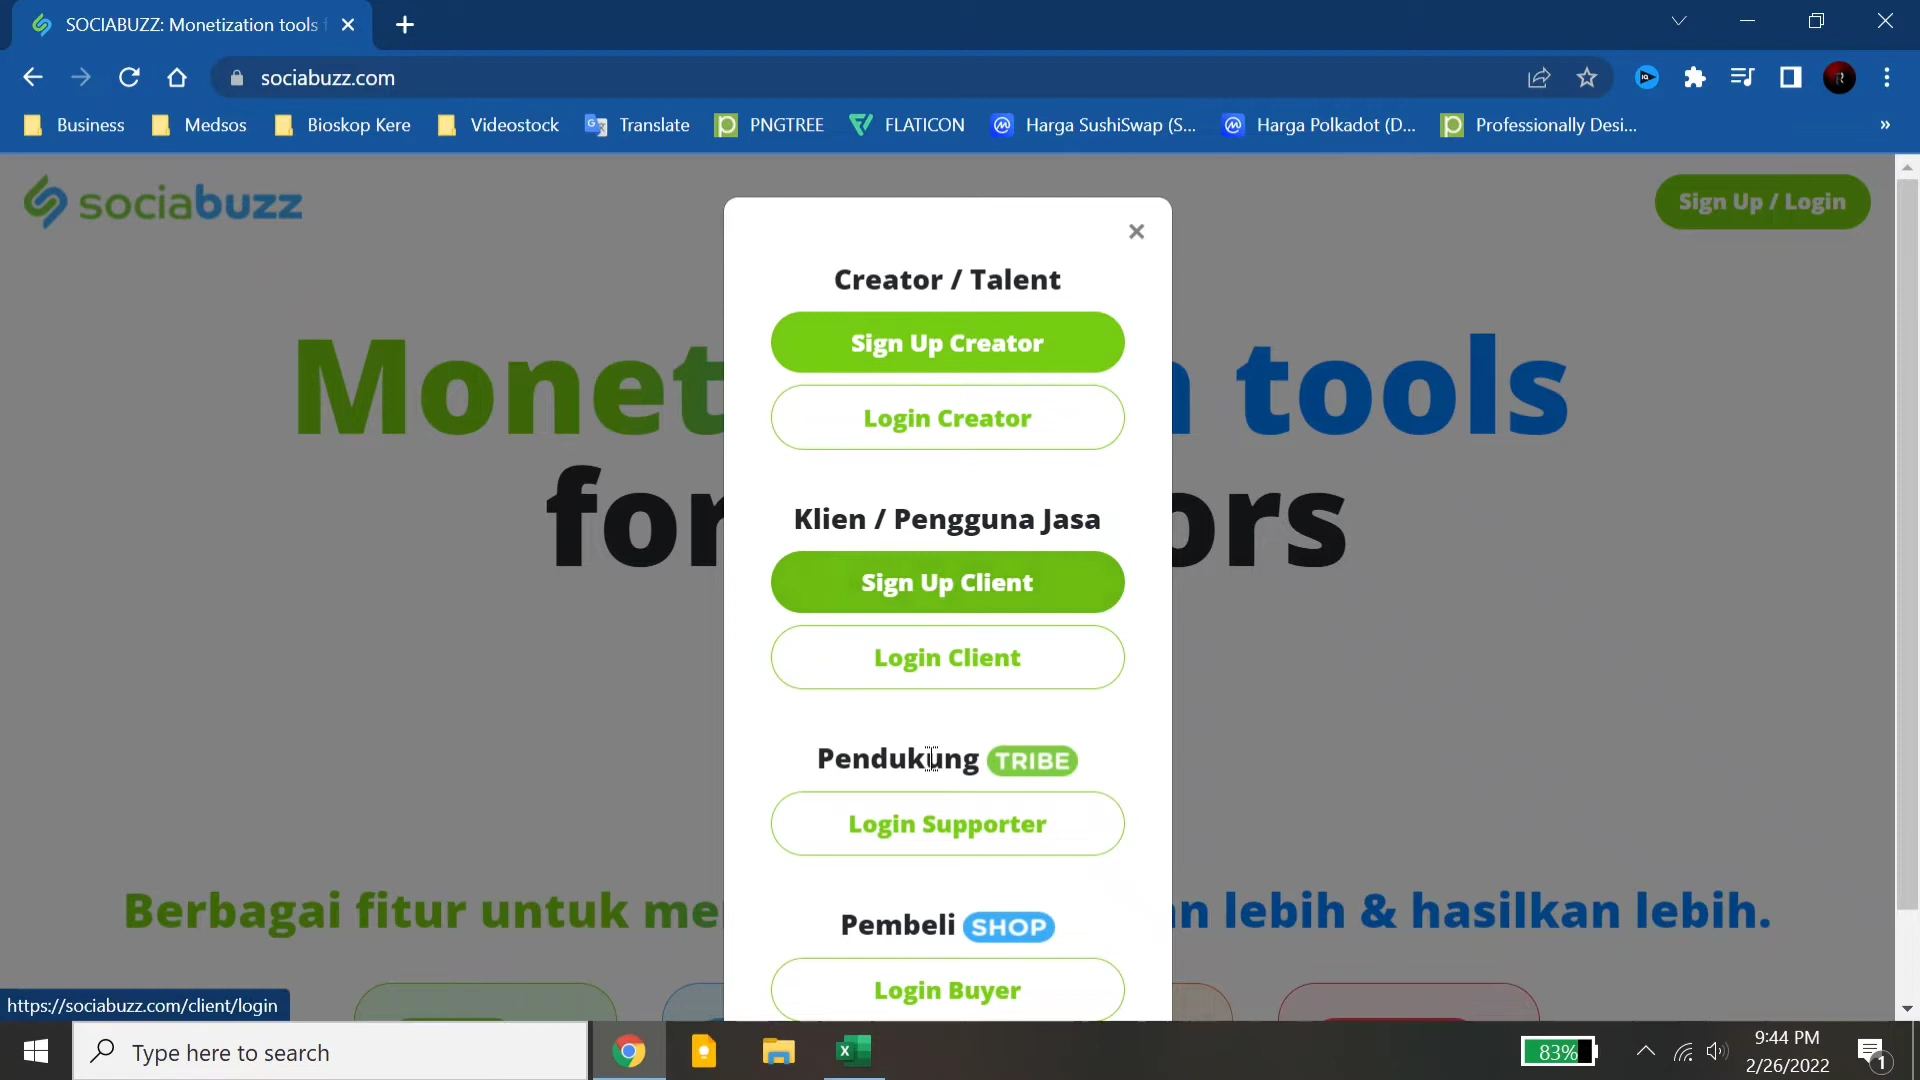 SOCIABUZZ: Monetization tools f
sociabuzz.com
Business Medsos Bioskop Kere Videostock Translate PNGTREE FLATICON Harga SushiSwap (S... Harga Polkadot (D... Professionally Desi... »
sociabuzz
Sign Up / Login
Creator / Talent
Sign Up Creator
Login Creator
Monet n tools
for ors
Klien / Pengguna Jasa
Sign Up Client
Login Client
Pendukung TRIBE
Login Supporter
Berbagai fitur untuk me n lebih & hasilkan lebih.
Pembeli SHOP
Login Buyer
https://sociabuzz.com/client/login
Type here to search
83%
9:44 PM
2/26/2022
1